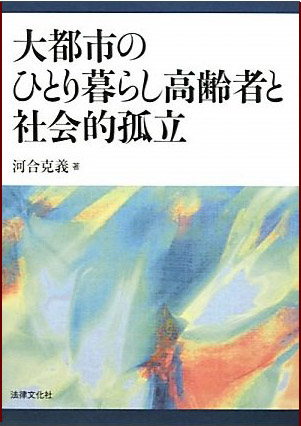 大都市の
ひとり暮らし高齢者と
社会的孤立
河合克義 著
法律文化社